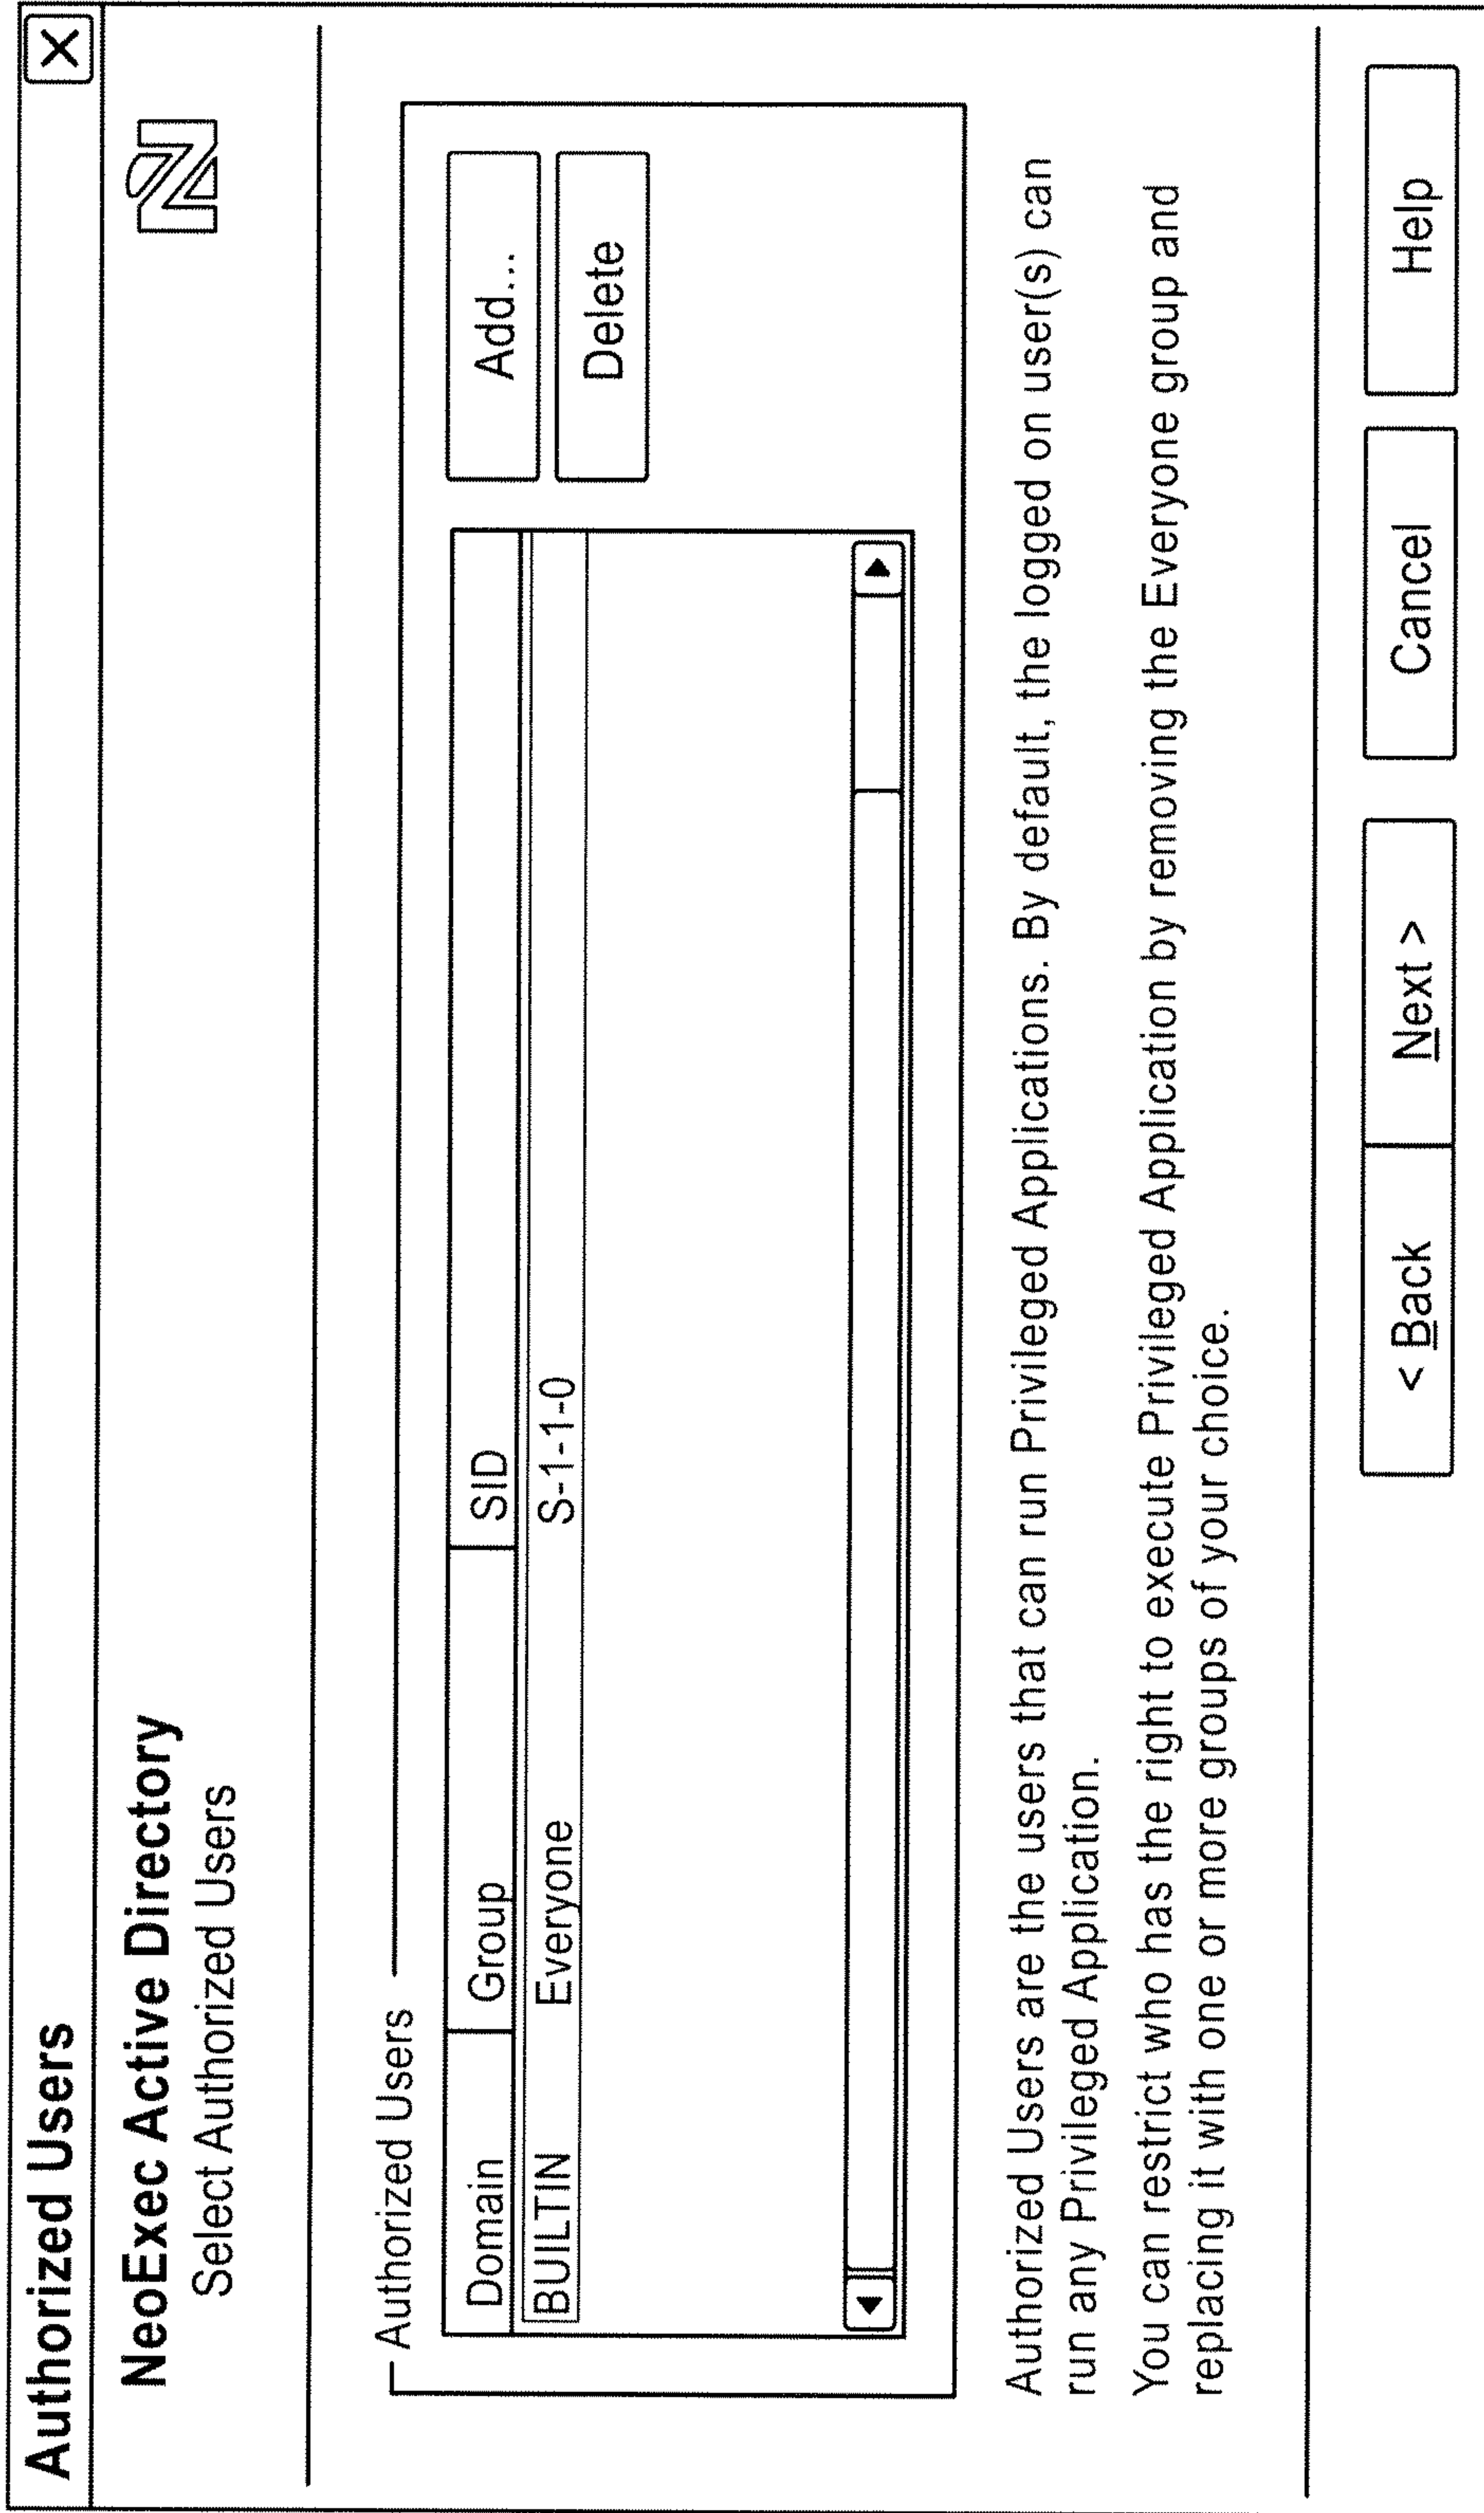 Authorized Users
X
NeoExec Active Directory
Select Authorized Users
N
Authorized Users
Domain Group SID
BUILTIN Everyone S-1-1-0
Add...
Delete
Authorized Users are the users that can run Privileged Applications. By default, the logged on user(s) can
run any Privileged Application.
You can restrict who has the right to execute Privileged Application by removing the Everyone group and
replacing it with one or more groups of your choice.
< Back Next > Cancel Help